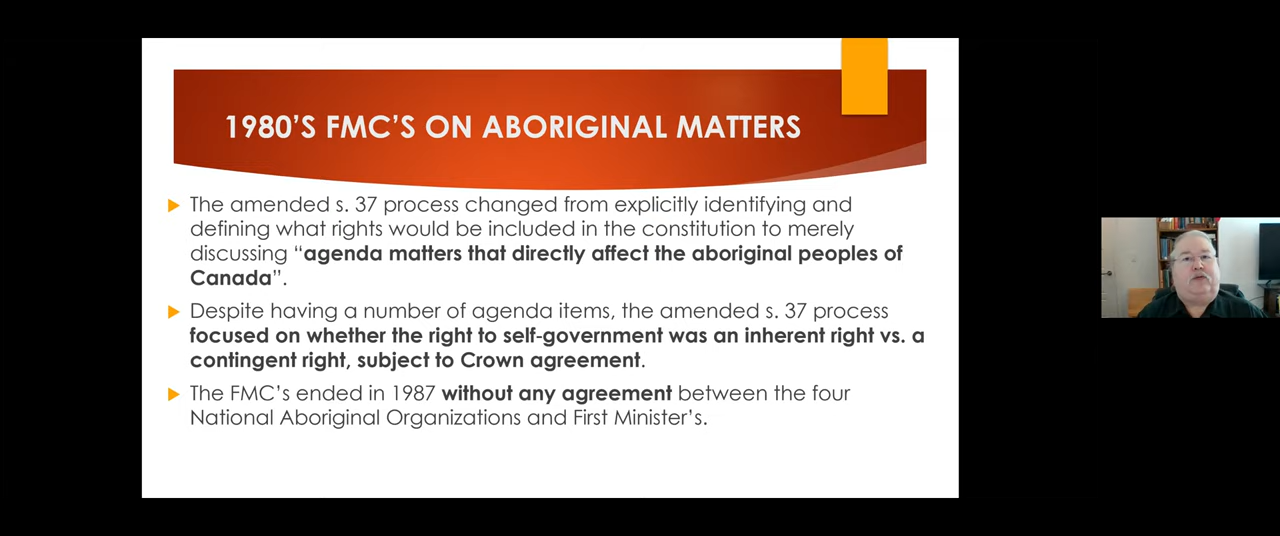 1980'S FMC'S ON ABORIGINAL MATTERS
The amended s. 37 process changed from explicitly identifying and
defining what rights would be included in the constitution to merely
discussing “agenda matters that directly affect the aboriginal peoples of
Canada”.
Despite having a number of agenda items, the amended s. 37 process
focused on whether the right to self-government was an inherent right vs. a
contingent right, subject to Crown agreement.
The FMC's ended in 1987 without any agreement between the four
National Aboriginal Organizations and First Minister's.